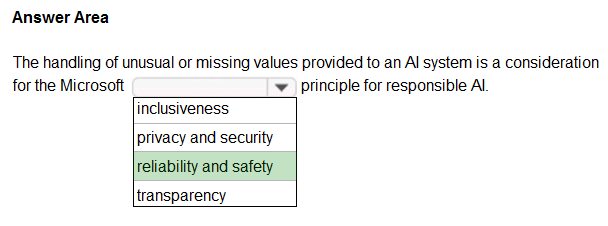 Answer Area
The handling of unusual or missing values provided to an AI system is a consideration
for the Microsoft principle for responsible AI.
inclusiveness
privacy and security
reliability and safety
transparency